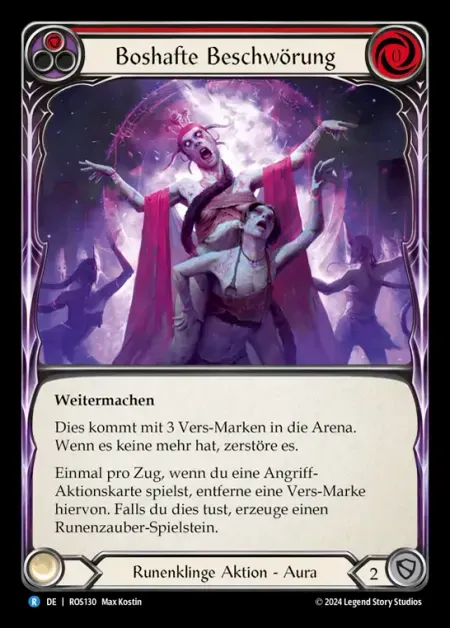 Boshafte Beschwörung
0
Weitermachen
Dies kommt mit 3 Vers-Marken in die Arena.
Wenn es keine mehr hat, zerstöre es.
Einmal pro Zug, wenn du eine Angriff-
Aktionskarte spielst, entferne eine Vers-Marke
hiervon. Falls du dies tust, erzeuge einen
Runenzauber-Spielstein.
Runenklinge Aktion - Aura
2
R DE | ROS130 Max Kostin
© 2024 Legend Story Studios